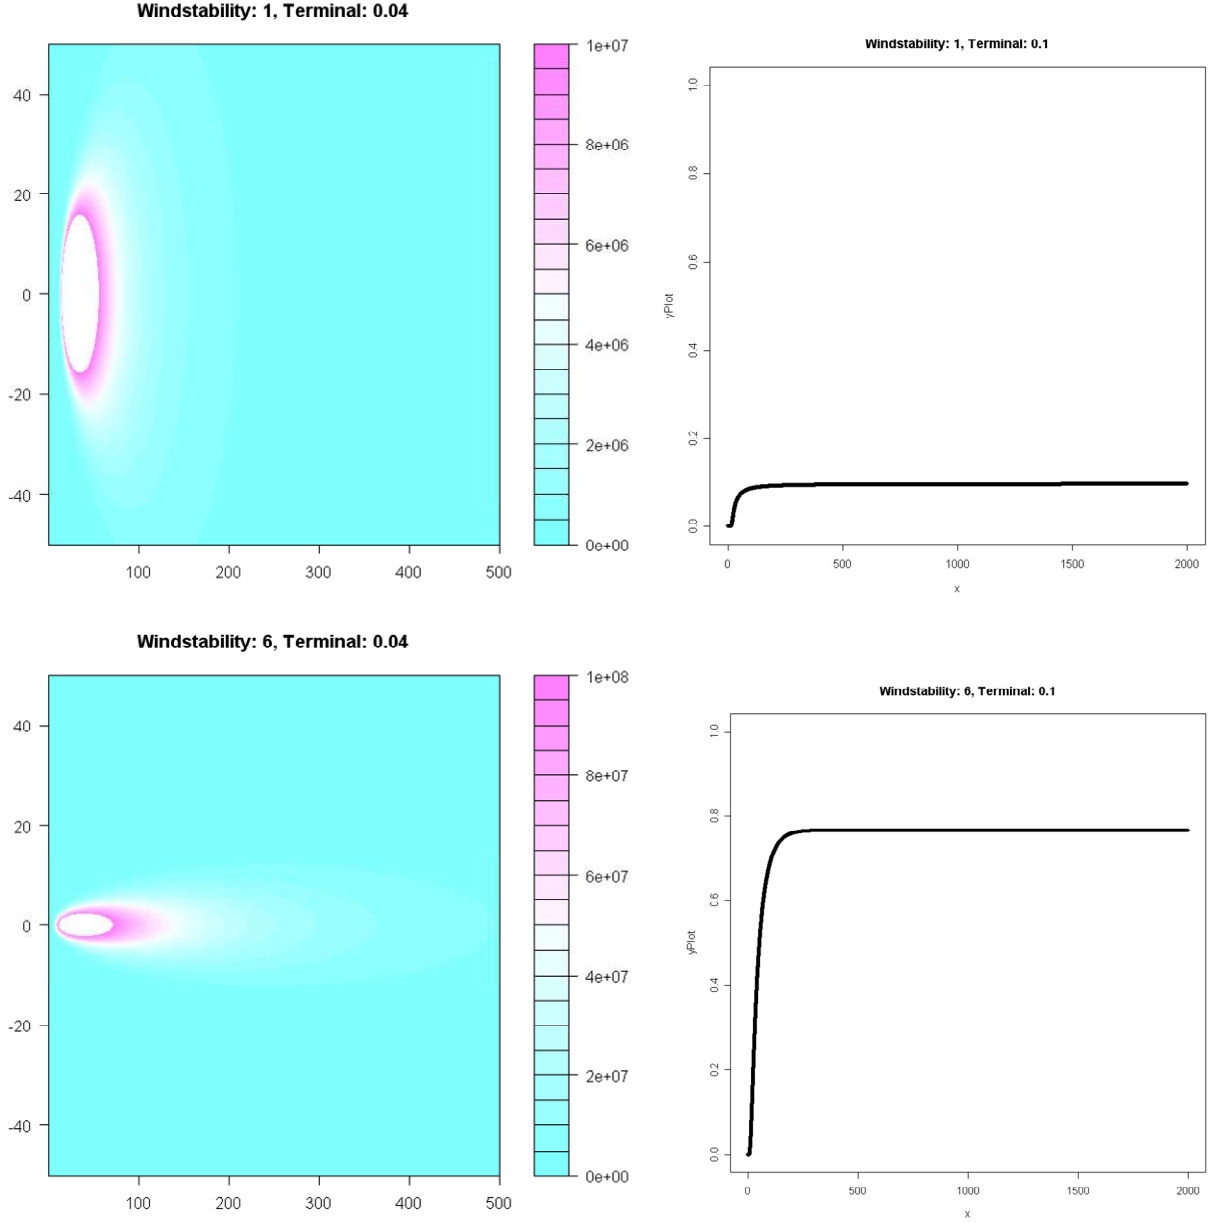 Windstability: 1, Terminal: 0.04
40
20
0
-20
-40
100 200 300 400 500
1e+07
8e+06
6e+06
4e+06
2e+06
0e+00
Windstability: 1, Terminal: 0.1
1.0
0.8
0.6
0.4
0.2
0.0
yPlot
0 500 1000 1500 2000
x
Windstability: 6, Terminal: 0.04
40
20
0
-20
-40
100 200 300 400 500
1e+08
8e+07
6e+07
4e+07
2e+07
0e+00
Windstability: 6, Terminal: 0.1
1.0
0.8
0.6
0.4
0.2
0.0
yPlot
0 500 1000 1500 2000
x